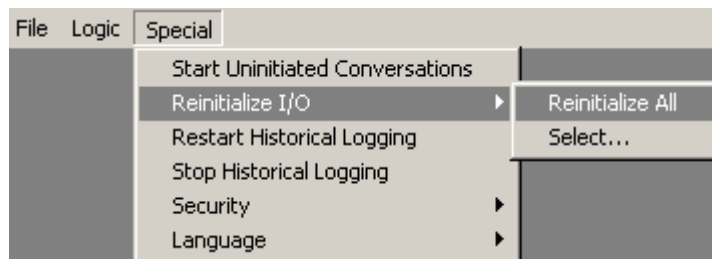 File Logic Special
Start Uninitiated Conversations
Reinitialize I/O Reinitialize All
Restart Historical Logging Select...
Stop Historical Logging
Security
Language